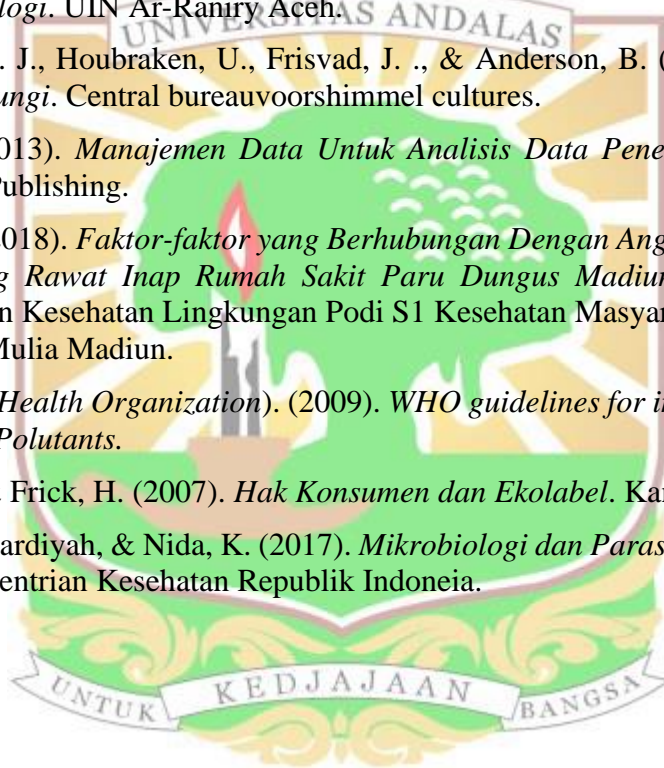 logi. UIN Ar-Raniry Aceh.
UNIVERSITAS ANDALAS
. J., Houbraken, U., Frisvad, J. ., & Anderson, B. (
ungi. Central bureauvoorshimmel cultures.
013). Manajemen Data Untuk Analisis Data Pene
Publishing.
2018). Faktor-faktor yang Berhubungan Dengan Ang
g Rawat Inap Rumah Sakit Paru Dungus Madiun
n Kesehatan Lingkungan Podi S1 Kesehatan Masyar
Mulia Madiun.
Health Organization). (2009). WHO guidelines for i
Polutants.
. Frick, H. (2007). Hak Konsumen dan Ekolabel. Ka
ardiyah, & Nida, K. (2017). Mikrobiologi dan Paras
entrian Kesehatan Republik Indoneia.
UNTUK KEDJAJAAN BANGSA